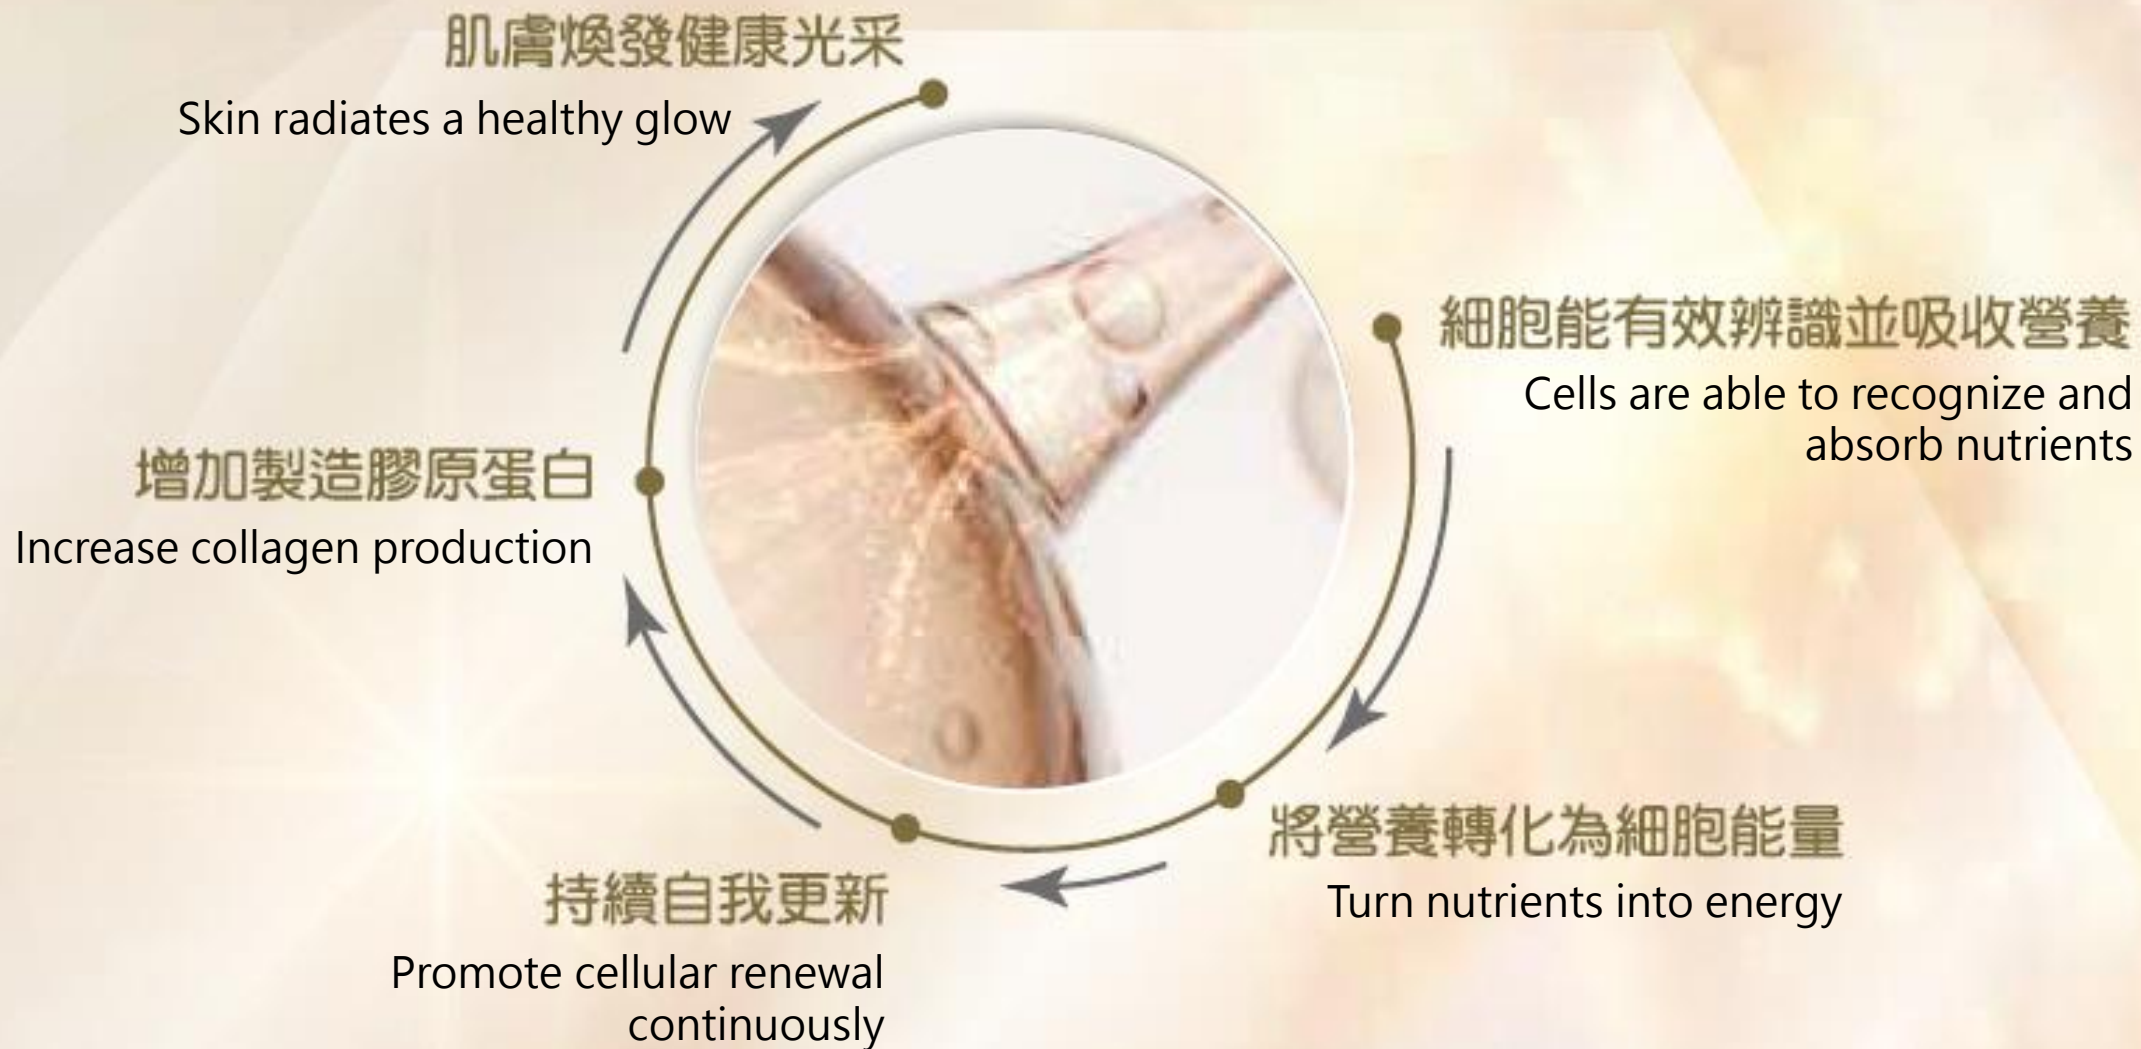 肌膚煥發健康光采
Skin radiates a healthy glow
細胞能有效辨識並吸收營養
Cells are able to recognize and
absorb nutrients
增加製造膠原蛋白
Increase collagen production
將營養轉化為細胞能量
Turn nutrients into energy
持續自我更新
Promote cellular renewal
continuously